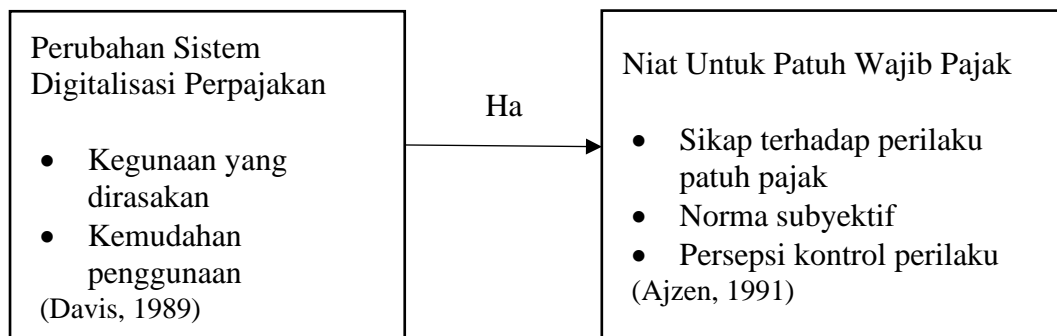 Perubahan Sistem
Digitalisasi Perpajakan
• Kegunaan yang
dirasakan
• Kemudahan
penggunaan
(Davis, 1989)
Ha
Niat Untuk Patuh Wajib Pajak
• Sikap terhadap perilaku
patuh pajak
• Norma subyektif
• Persepsi kontrol perilaku
(Ajzen, 1991)